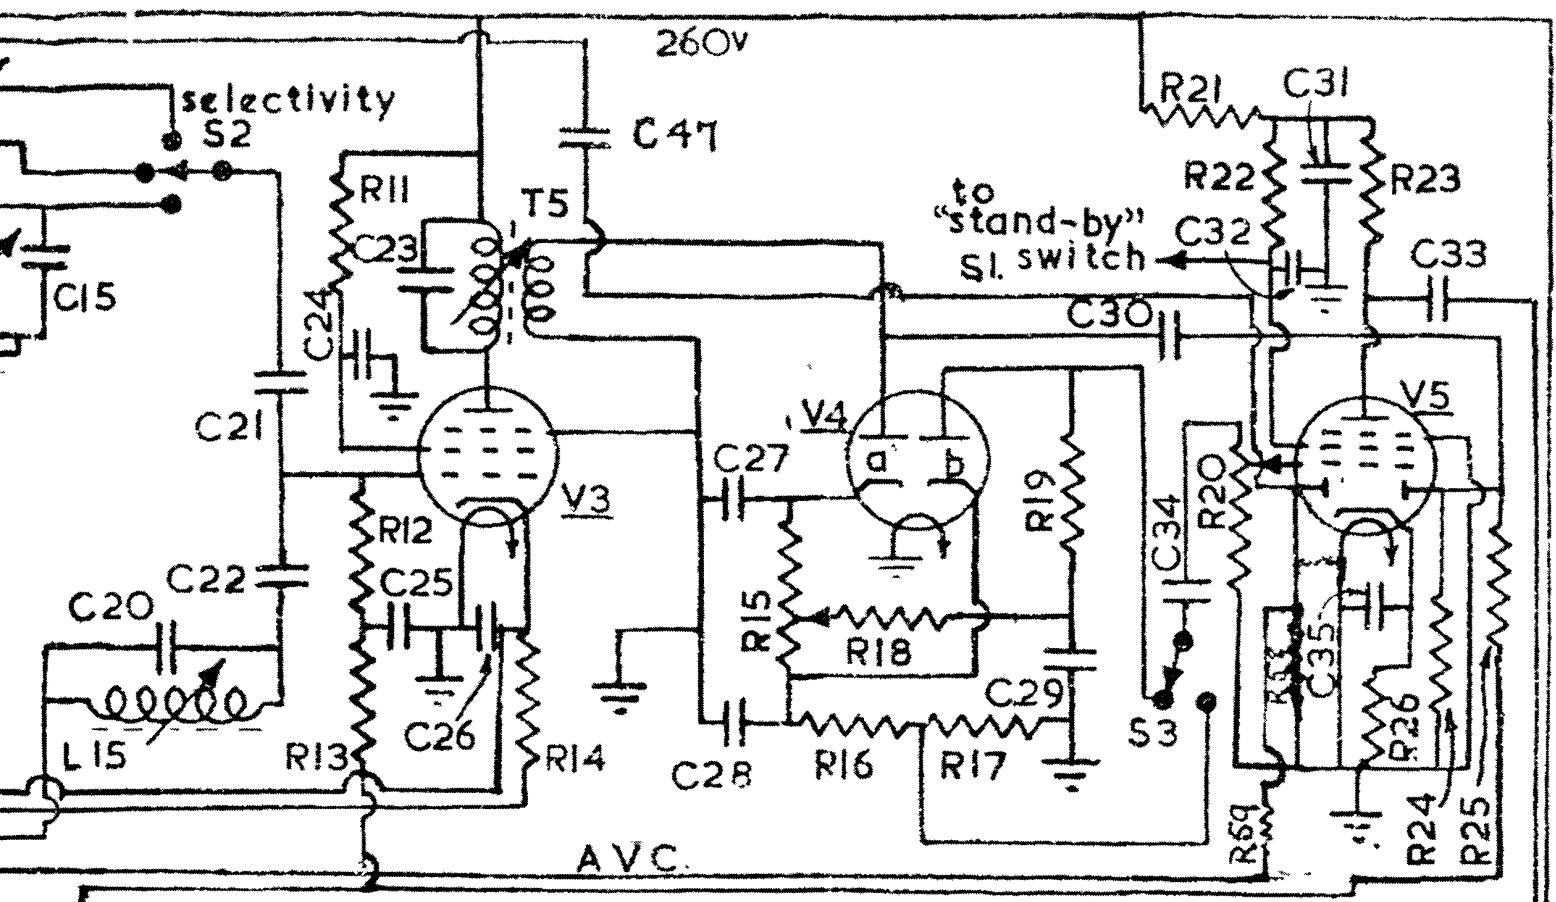 260v
selectivity
S2
C47
R21
C31
R11
T5
R22
R23
to
"stand-by"
switch
S1.
C32
C33
C23
C15
C24
C30
C21
V4
V5
a
b
C27
V3
R12
R19
R20
C34
C22
C25
C20
R15
R18
C35
R53
C29
R26
L15
C26
S3
R13
R14
C28
R16
R17
R24
R25
R69
AVC.